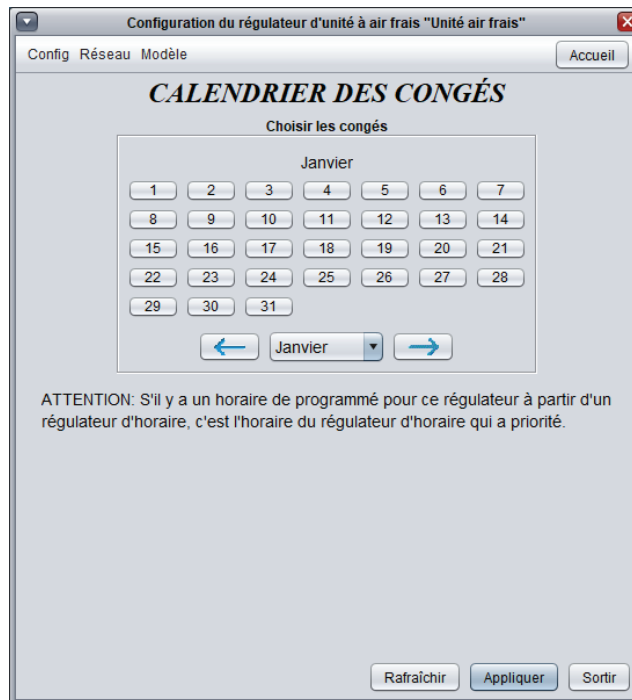 Configuration du régulateur d'unité à air frais "Unité air frais"
Config Réseau Modèle Accueil
CALENDRIER DES CONGÉS
Choisir les congés
Janvier
1 2 3 4 5 6 7
8 9 10 11 12 13 14
15 16 17 18 19 20 21
22 23 24 25 26 27 28
29 30 31
Janvier
ATTENTION: S'il y a un horaire de programmé pour ce régulateur à partir d'un
régulateur d'horaire, c'est l'horaire du régulateur d'horaire qui a priorité.
Rafraîchir Appliquer Sortir